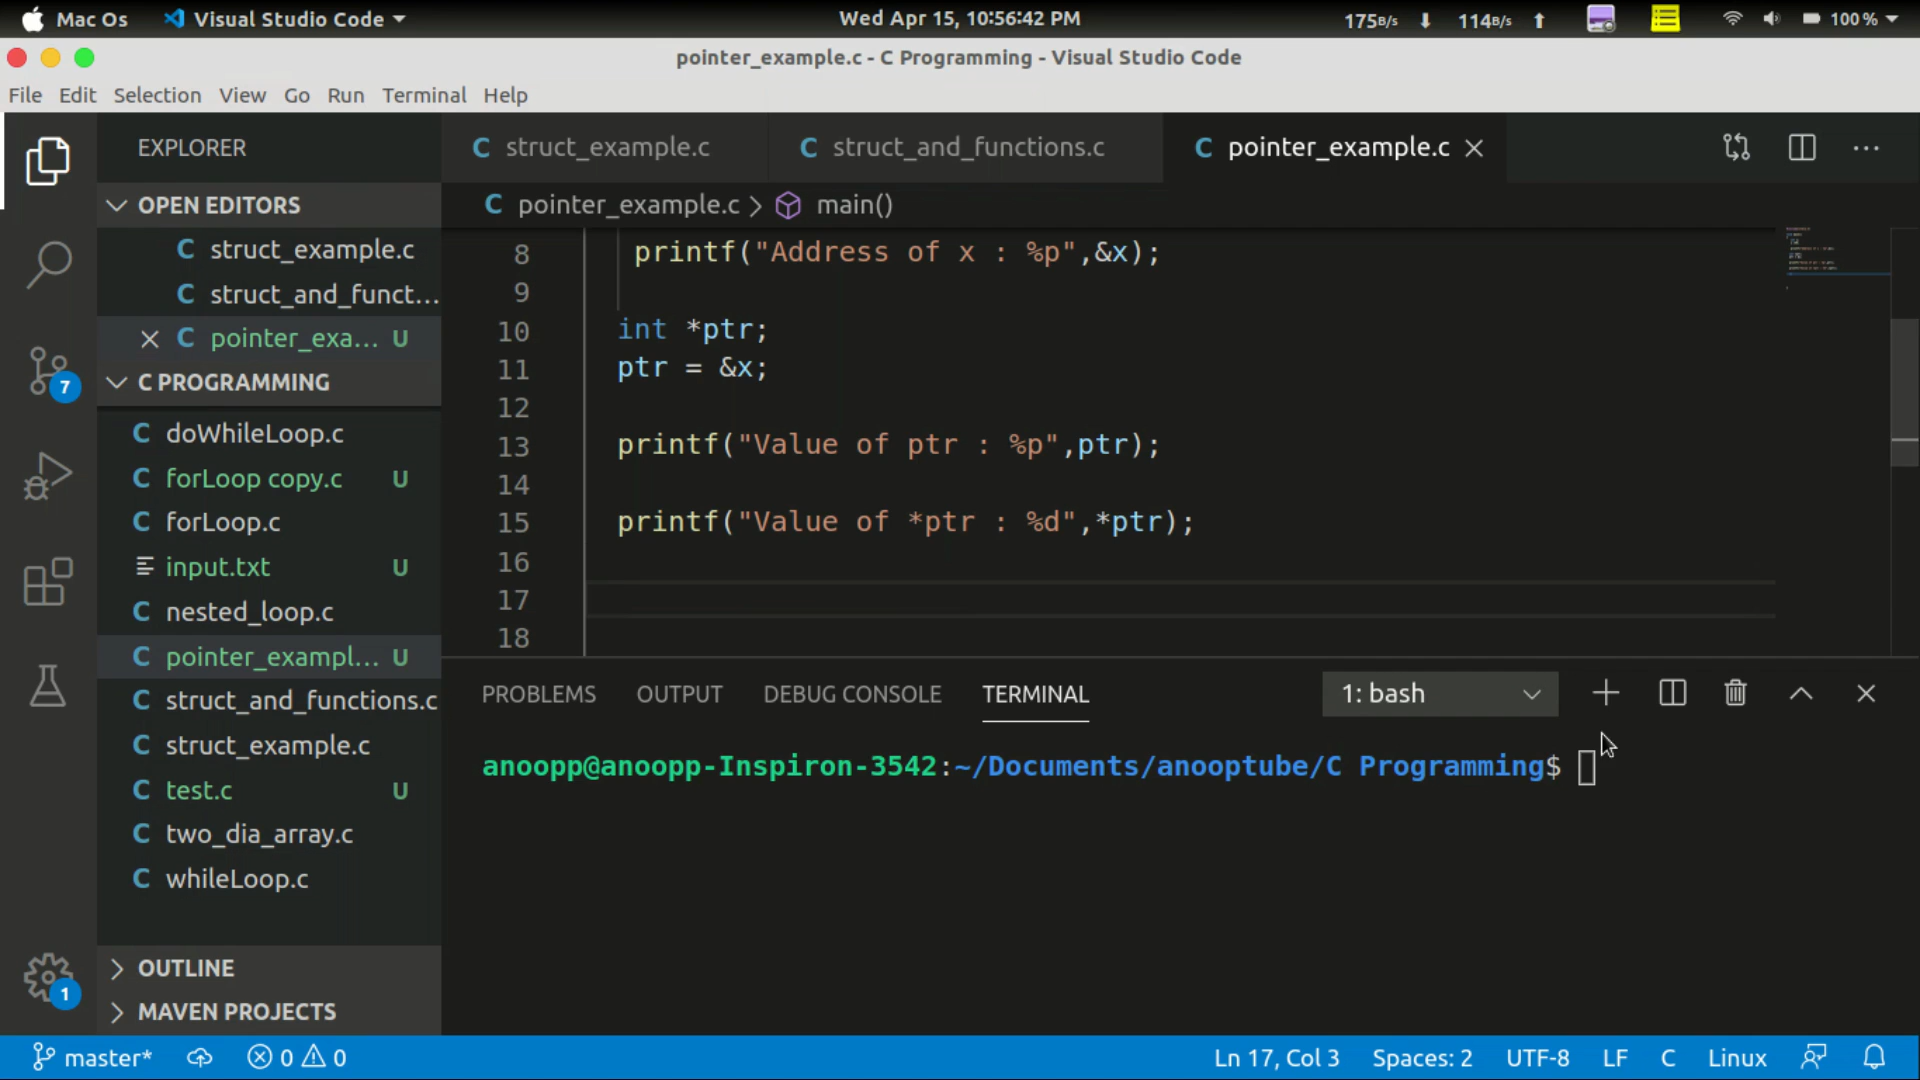 Mac Os Visual Studio Code Wed Apr 15, 10:56:42 PM 175B/s 114B/s 100 %
pointer_example.c - C Programming - Visual Studio Code
File Edit Selection View Go Run Terminal Help
EXPLORER
OPEN EDITORS
C struct_example.c
C struct_and_funct...
C pointer_exa... U
C PROGRAMMING
C doWhileLoop.c
C forLoop copy.c U
C forLoop.c
input.txt U
C nested_loop.c
C pointer_exampl... U
C struct_and_functions.c
C struct_example.c
C test.c U
C two_dia_array.c
C whileLoop.c
OUTLINE
MAVEN PROJECTS
7
1
C struct_example.c C struct_and_functions.c C pointer_example.c
C pointer_example.c > main()
8 printf("Address of x : %p",&x);
9
10 int *ptr;
11 ptr = &x;
12
13 printf("Value of ptr : %p",ptr);
14
15 printf("Value of *ptr : %d",*ptr);
16
17
18
PROBLEMS OUTPUT DEBUG CONSOLE TERMINAL 1: bash
anoopp@anoopp-Inspiron-3542:~/Documents/anooptube/C Programming$
master* 0 0 Ln 17, Col 3 Spaces: 2 UTF-8 LF C Linux